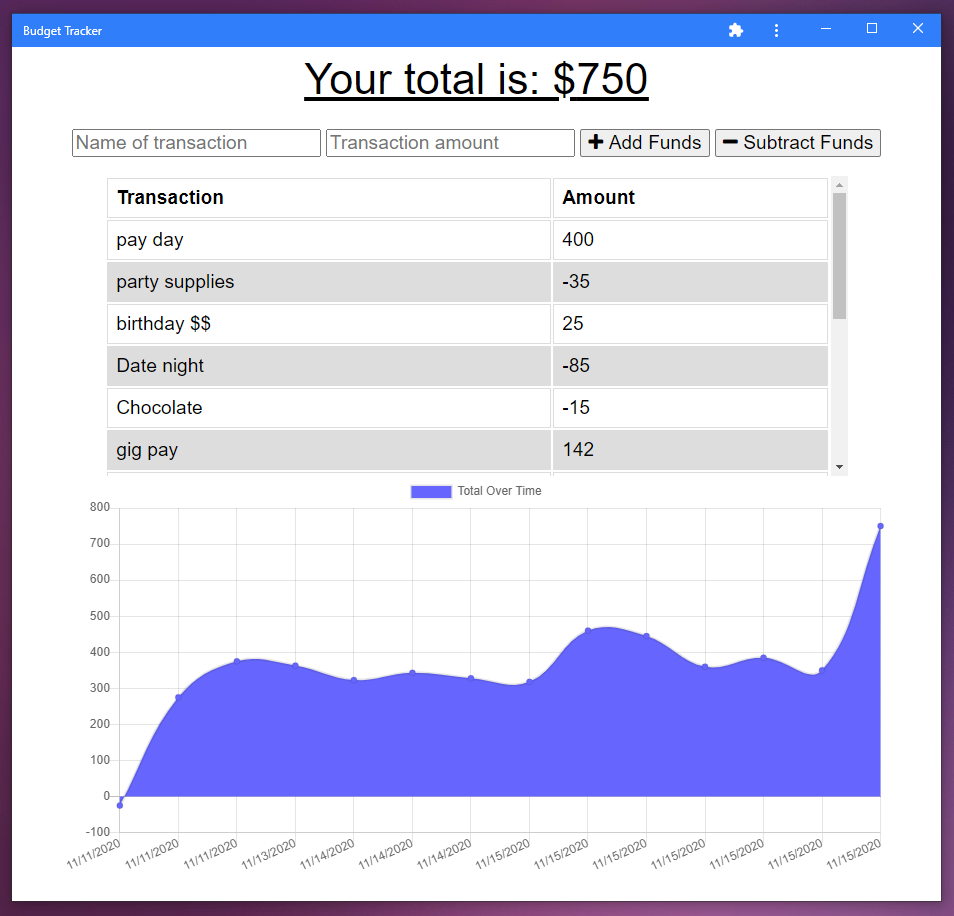 Budget Tracker
Your total is: $750
Name of transaction Transaction amount Add Funds Subtract Funds
Transaction Amount
pay day 400
party supplies -35
birthday $$ 25
Date night -85
Chocolate -15
gig pay 142
Total Over Time
800
700
600
500
400
300
200
100
0
-100
11/11/2020 11/11/2020 11/11/2020 11/13/2020 11/14/2020 11/14/2020 11/14/2020 11/15/2020 11/15/2020 11/15/2020 11/15/2020 11/15/2020 11/15/2020 11/15/2020